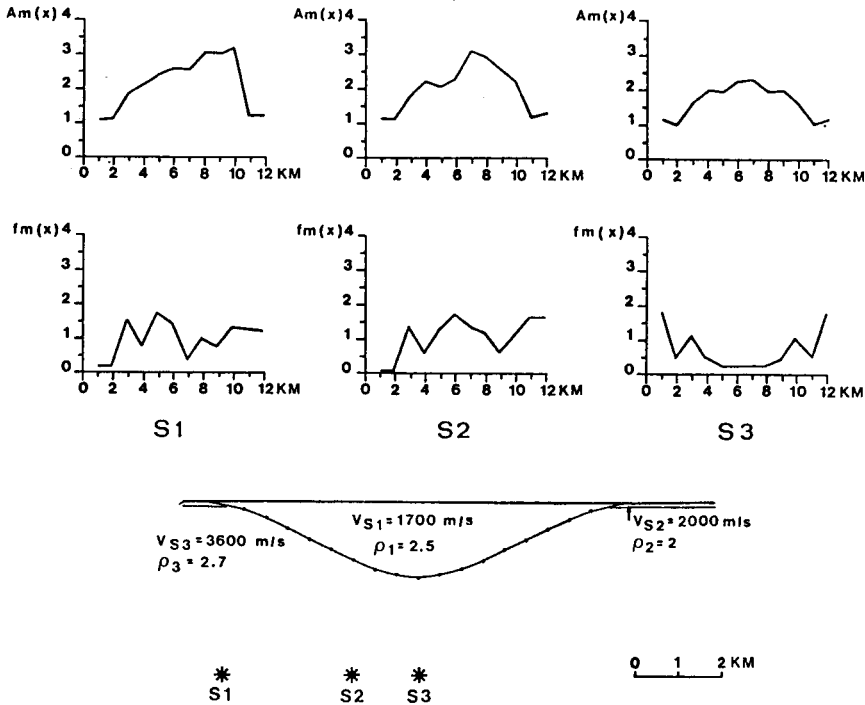 Am(x) 4 Am(x) 4 Am(x) 4
3 3 3
2 2 2
1 1 1
0 0 0
0 2 4 6 8 10 12 KM 0 2 4 6 8 10 12 KM 0 2 4 6 8 10 12 KM
fm(x) 4 fm(x) 4 fm(x) 4
3 3 3
2 2 2
1 1 1
0 0 0
0 2 4 6 8 10 12 KM 0 2 4 6 8 10 12 KM 0 2 4 6 8 10 12 KM
S1 S2 S3
VS3=3600 m/s VS1=1700 m/s VS2=2000 m/s
ρ3=2.7 ρ1=2.5 ρ2=2
0 1 2 KM
S1 S2 S3